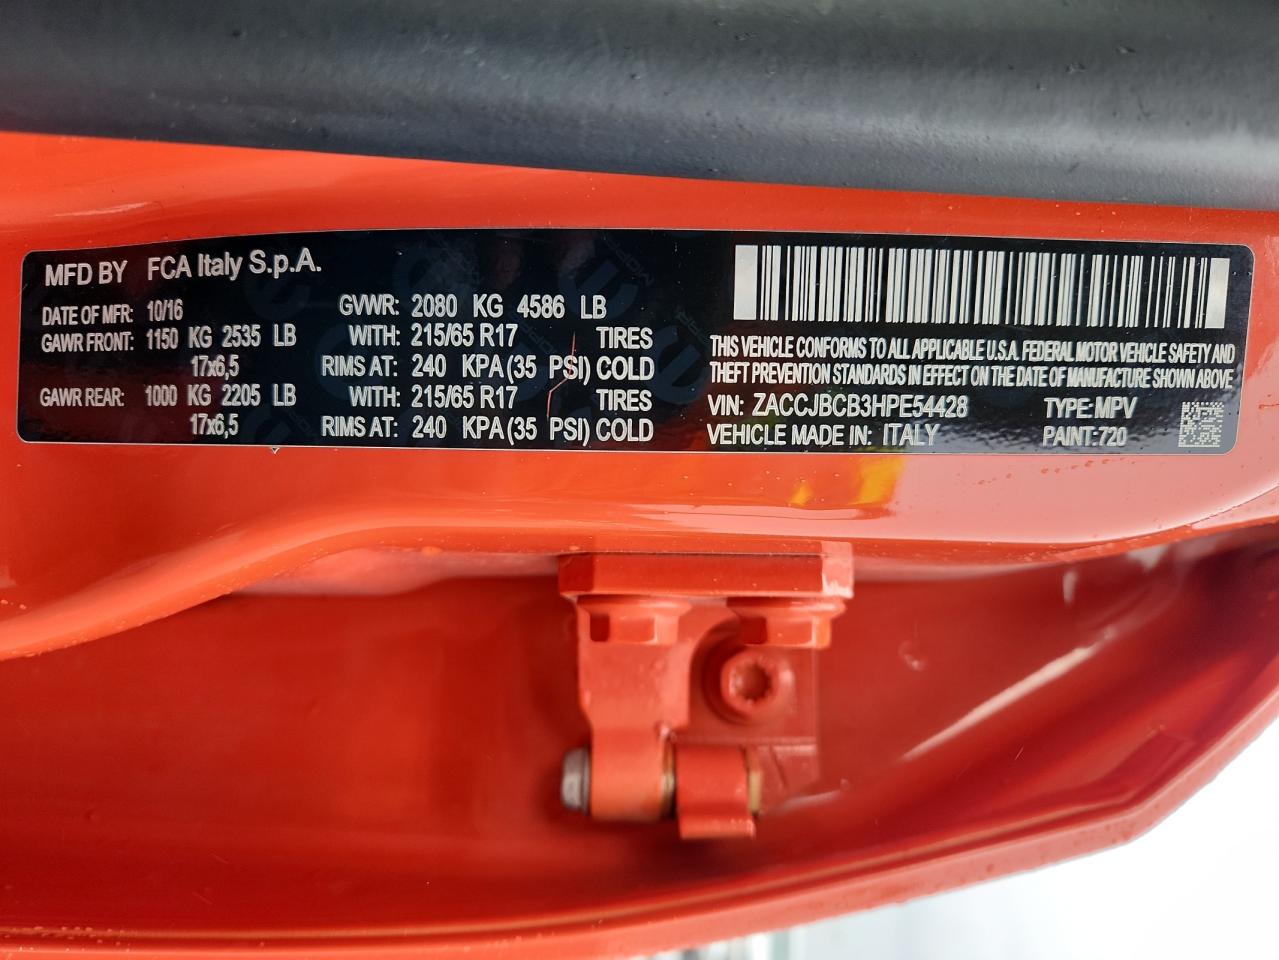 MFD BY FCA Italy S.p.A.
DATE OF MFR: 10/16 GVWR: 2080 KG 4586 LB
GAWR FRONT: 1150 KG 2535 LB WITH: 215/65 R17 TIRES
17x6,5 RIMS AT: 240 KPA (35 PSI) COLD
GAWR REAR: 1000 KG 2205 LB WITH: 215/65 R17 TIRES
17x6,5 RIMS AT: 240 KPA (35 PSI) COLD
THIS VEHICLE CONFORMS TO ALL APPLICABLE U.S.A. FEDERAL MOTOR VEHICLE SAFETY AND
THEFT PREVENTION STANDARDS IN EFFECT ON THE DATE OF MANUFACTURE SHOWN ABOVE
VIN: ZACCJBCB3HPE54428 TYPE: MPV
VEHICLE MADE IN: ITALY PAINT: 720